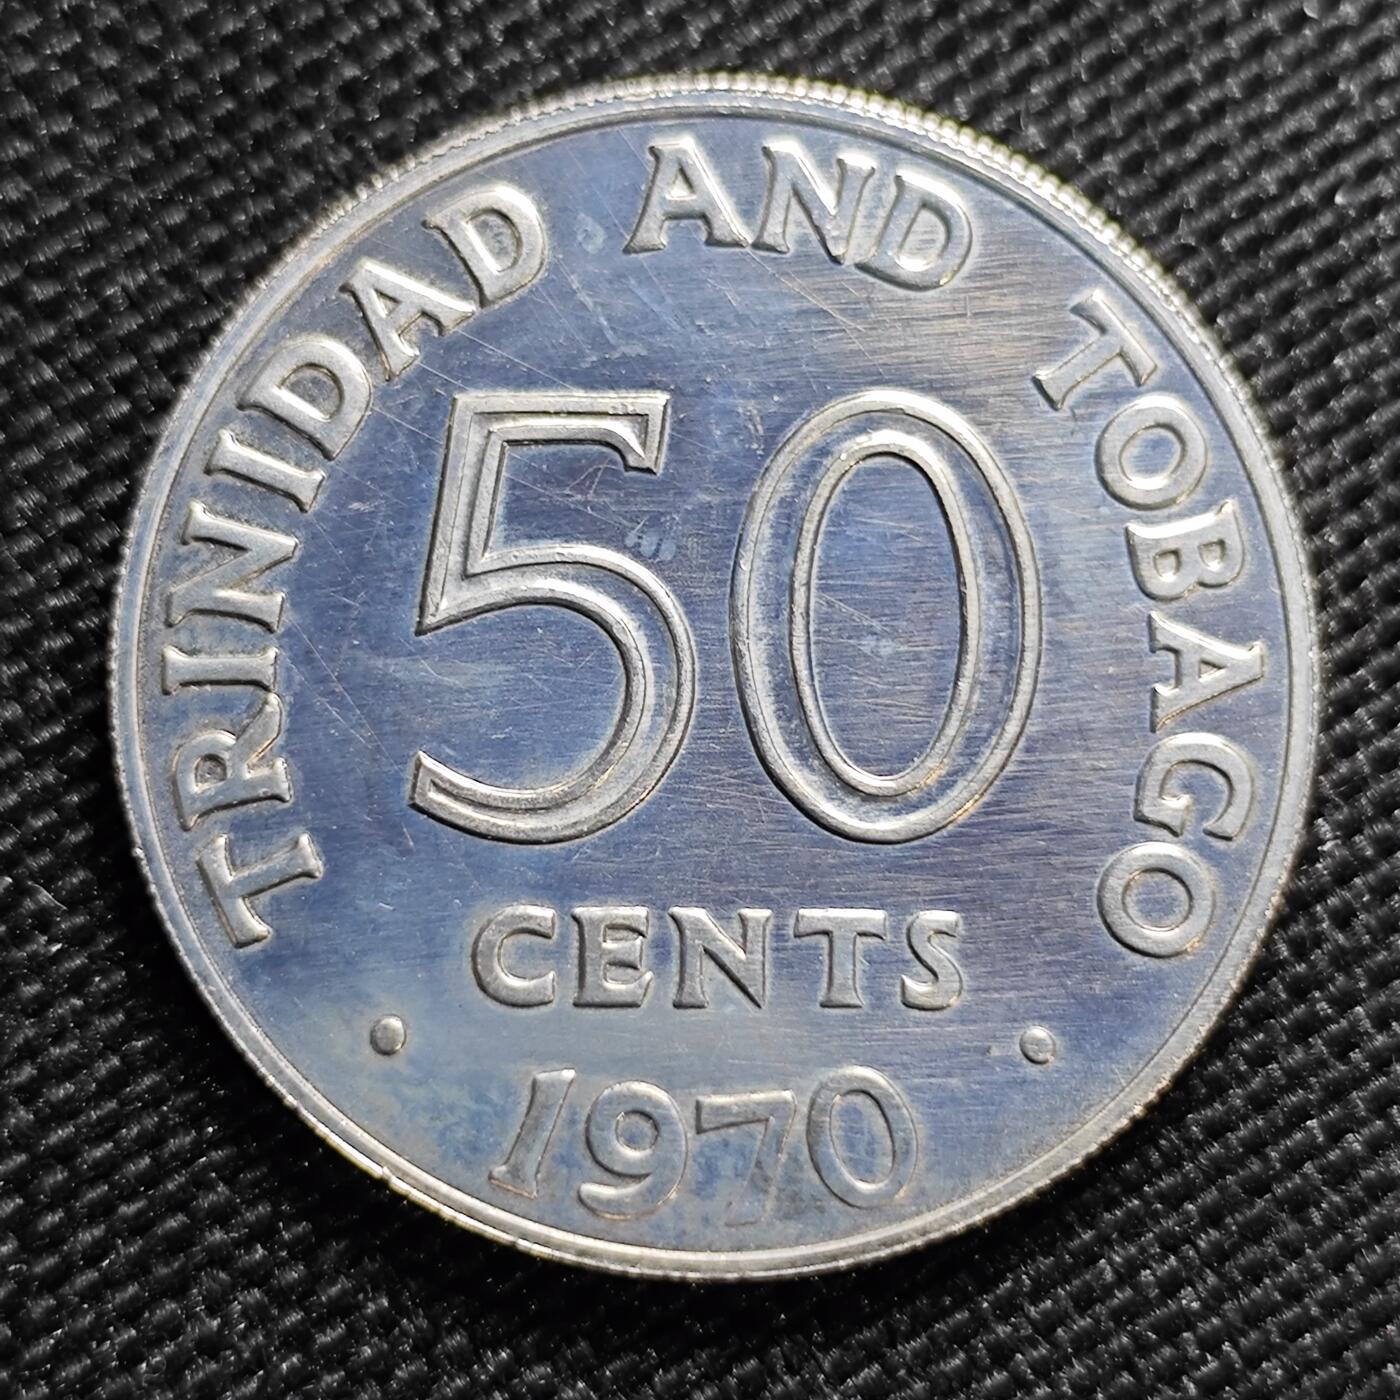 TRINIDAD AND TOBAGO
50
CENTS
• 1970 •